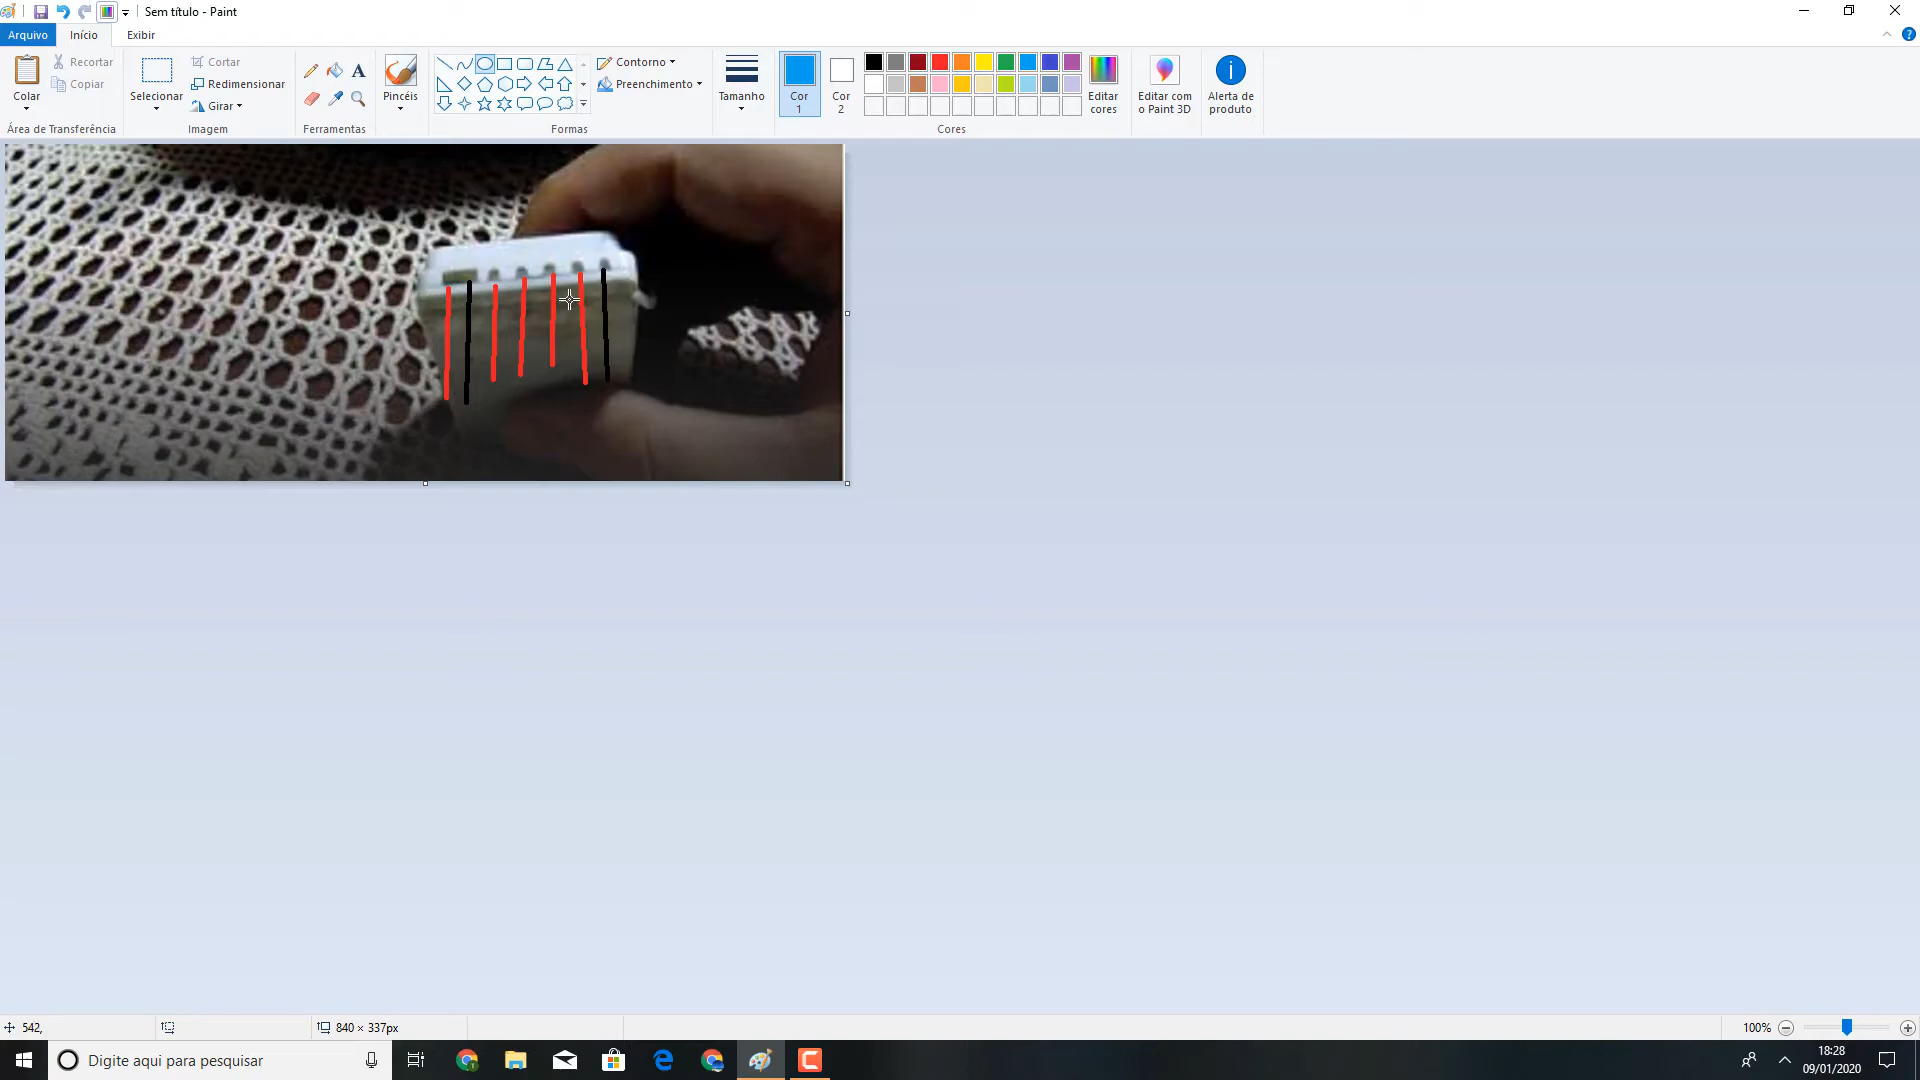 Sem título - Paint
Arquivo Início Exibir
Colar
Recortar
Copiar
Área de Transferência
Selecionar
Cortar
Redimensionar
Girar
Imagem
A
Ferramentas
Pincéis
Contorno
Preenchimento
Formas
Tamanho
Cor 1
Cor 2
Editar cores
Cores
Editar com o Paint 3D
Alerta de produto
542,
840 × 337px
100%
Digite aqui para pesquisar
18:28
09/01/2020